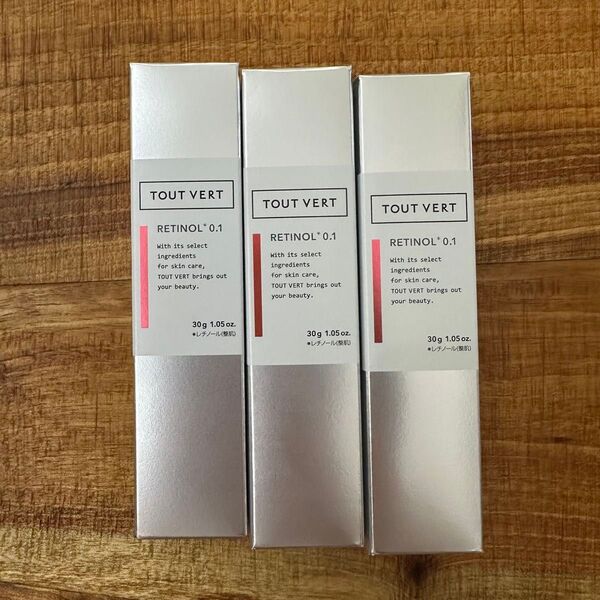 TOUT VERT
RETINOL* 0.1
With its select
ingredients
for skin care,
TOUT VERT brings out
your beauty.
30g 1.05oz.
*レチノール(整肌)
TOUT VERT
RETINOL* 0.1
With its select
ingredients
for skin care,
TOUT VERT brings out
your beauty.
30g 1.05oz.
*レチノール(整肌)
TOUT VERT
RETINOL* 0.1
With its select
ingredients
for skin care,
TOUT VERT brings out
your beauty.
30g 1.05oz.
*レチノール(整肌)